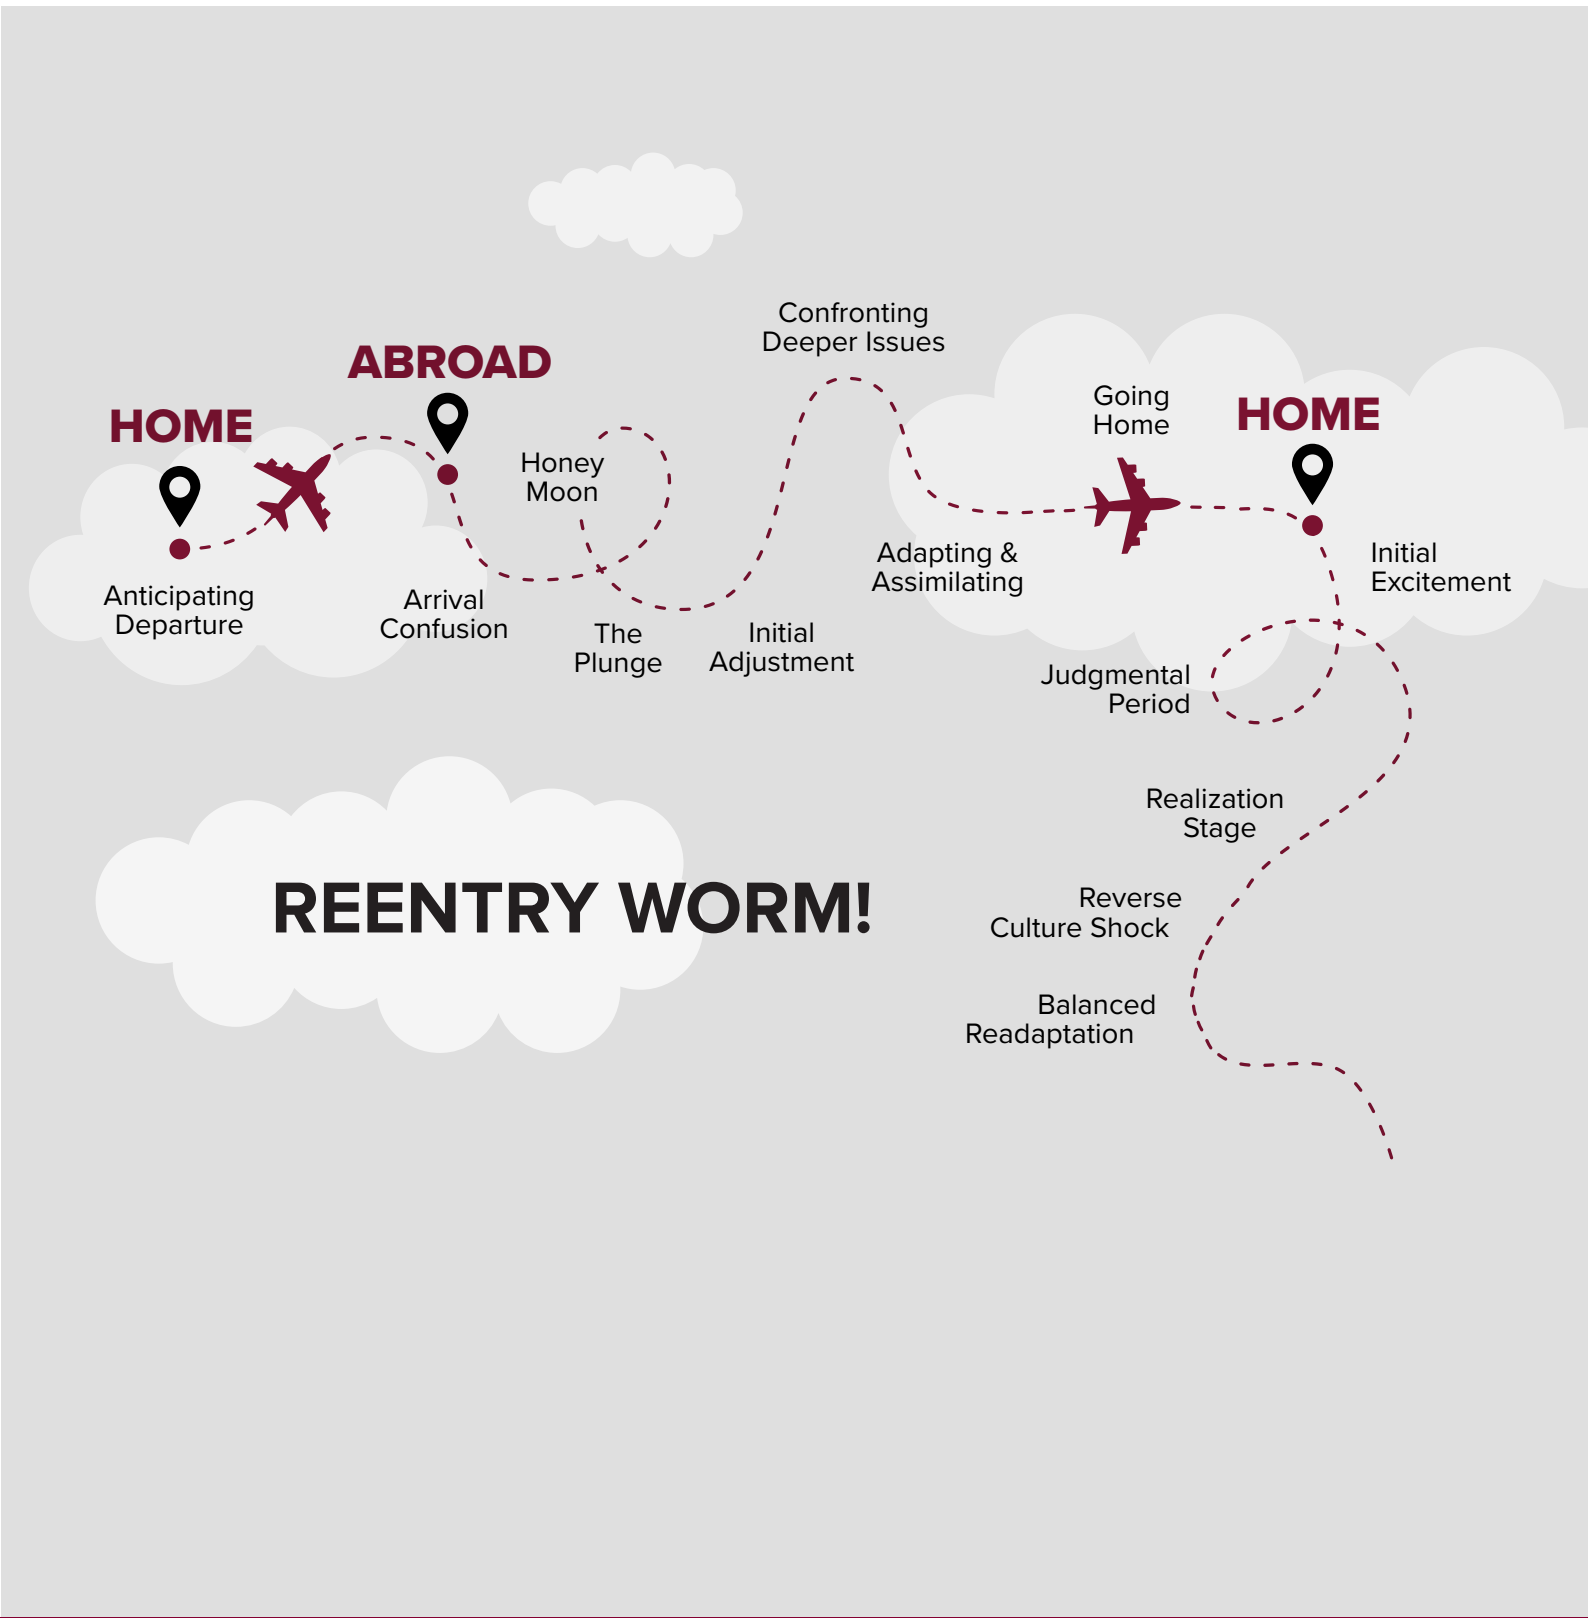 HOME
Anticipating
Departure
ABROAD
Arrival
Confusion
Honey
Moon
The
Plunge
Initial
Adjustment
Confronting
Deeper Issues
Adapting &
Assimilating
Going
Home
HOME
Initial
Excitement
Judgmental
Period
Realization
Stage
Reverse
Culture Shock
Balanced
Readaptation
REENTRY WORM!